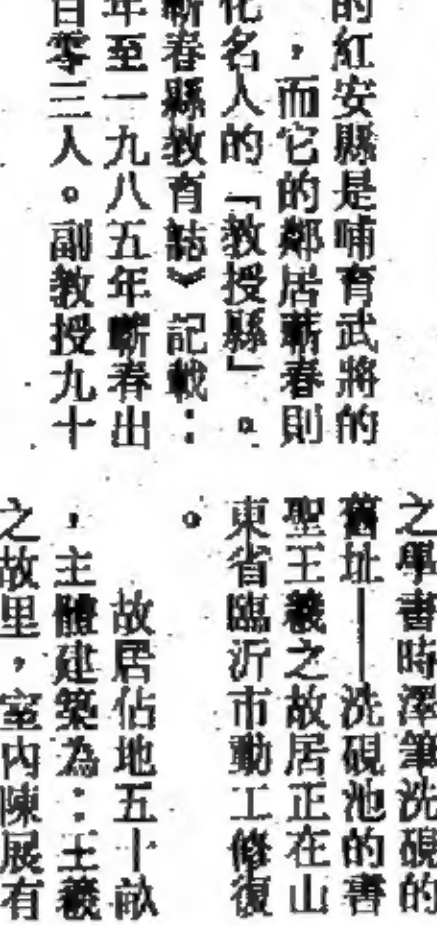 的紅安縣是哺育武將的
，而它的鄰居蘄春則
化名人的「教授縣」。
蘄春縣教育誌》記載：
年至一九八五年蘄春出
百零三人。副教授九十
之學書時澤筆洗硯的
舊址——洗硯池的書
聖王羲之故居正在山
東省臨沂市動工修復
。
故居佔地五十畝
，主體建築為：王羲
之故里，室內陳展有